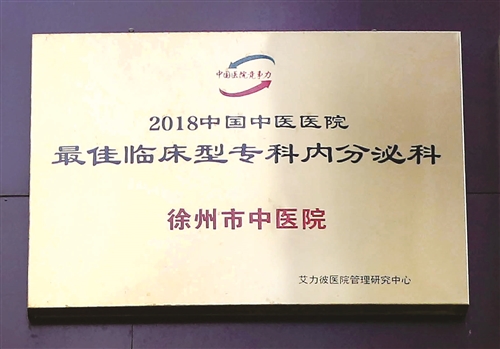 中国医院竞争力
2018中国中医医院
最佳临床型专科内分泌科
徐州市中医院
艾力彼医院管理研究中心